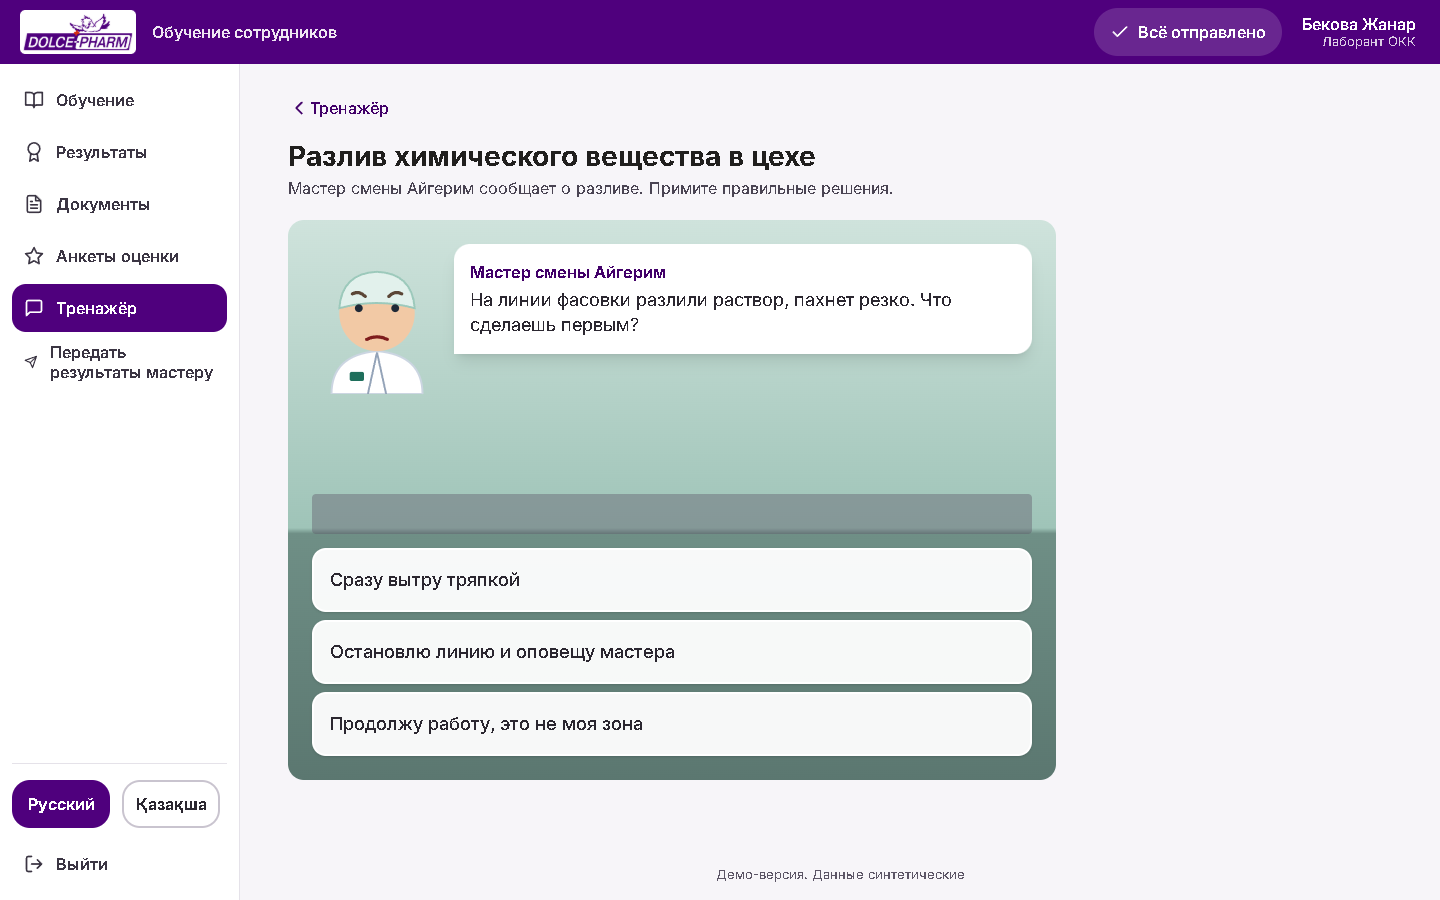 DOLCE-PHARM
Обучение сотрудников
Всё отправлено
Бекова Жанар
Лаборант ОКК
Обучение
Результаты
Документы
Анкеты оценки
Тренажёр
Передать
результаты мастеру
Русский
Қазақша
Выйти
Тренажёр
Разлив химического вещества в цехе
Мастер смены Айгерим сообщает о разливе. Примите правильные решения.
Мастер смены Айгерим
На линии фасовки разлили раствор, пахнет резко. Что
сделаешь первым?
Сразу вытру тряпкой
Остановлю линию и оповещу мастера
Продолжу работу, это не моя зона
Демо-версия. Данные синтетические